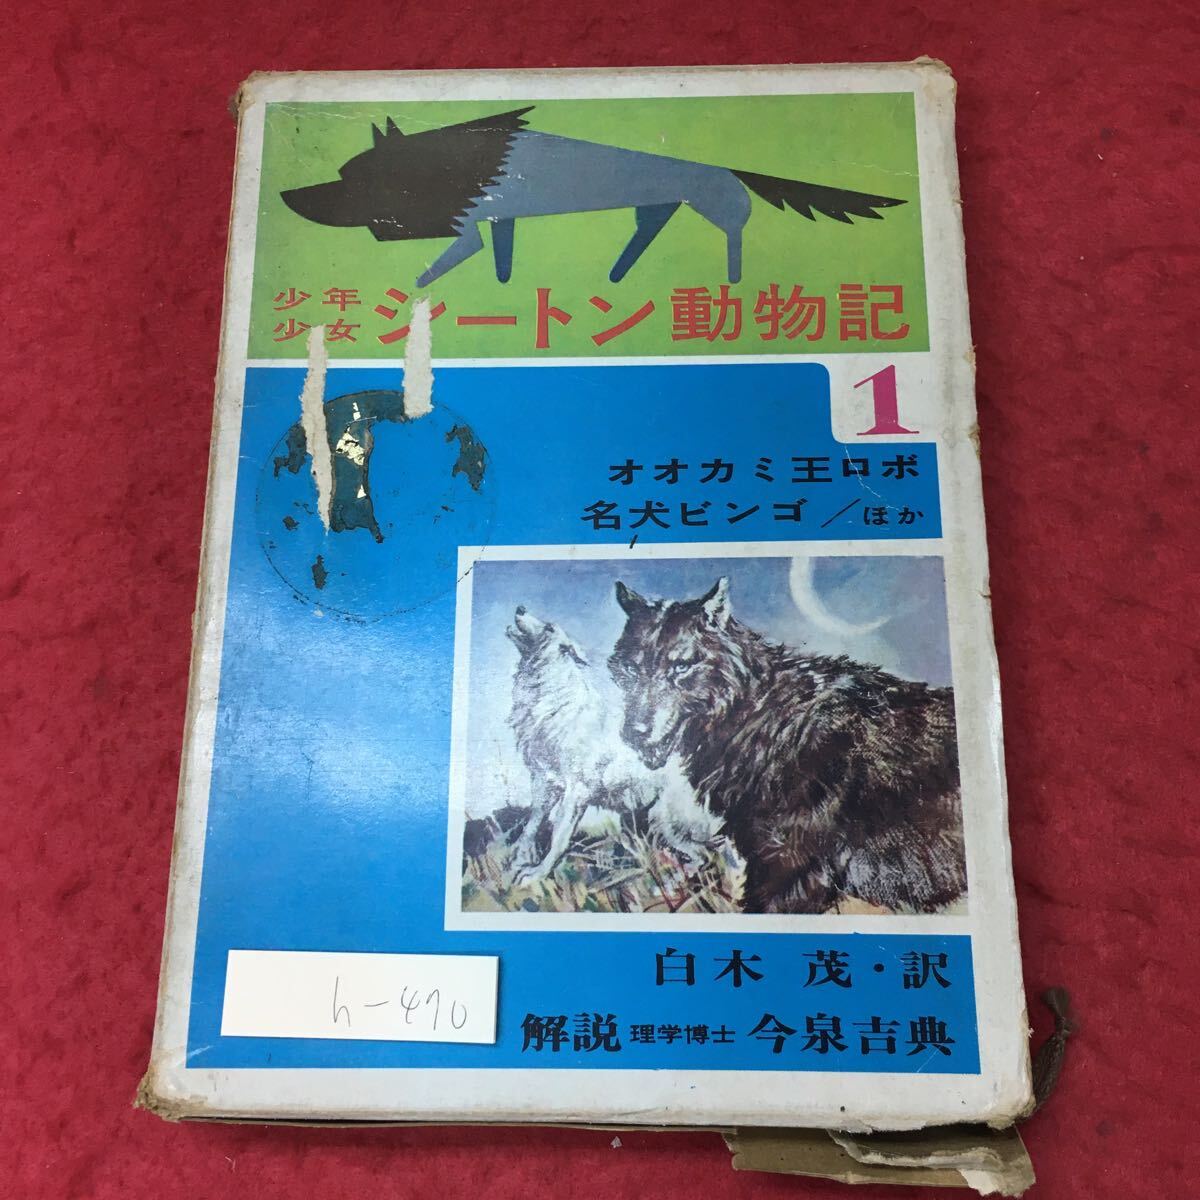 少年
少女
シートン動物記
1
オオカミ王ロボ
名犬ビンゴ／ほか
白木 茂・訳
解説 理学博士 今泉吉典
h-470